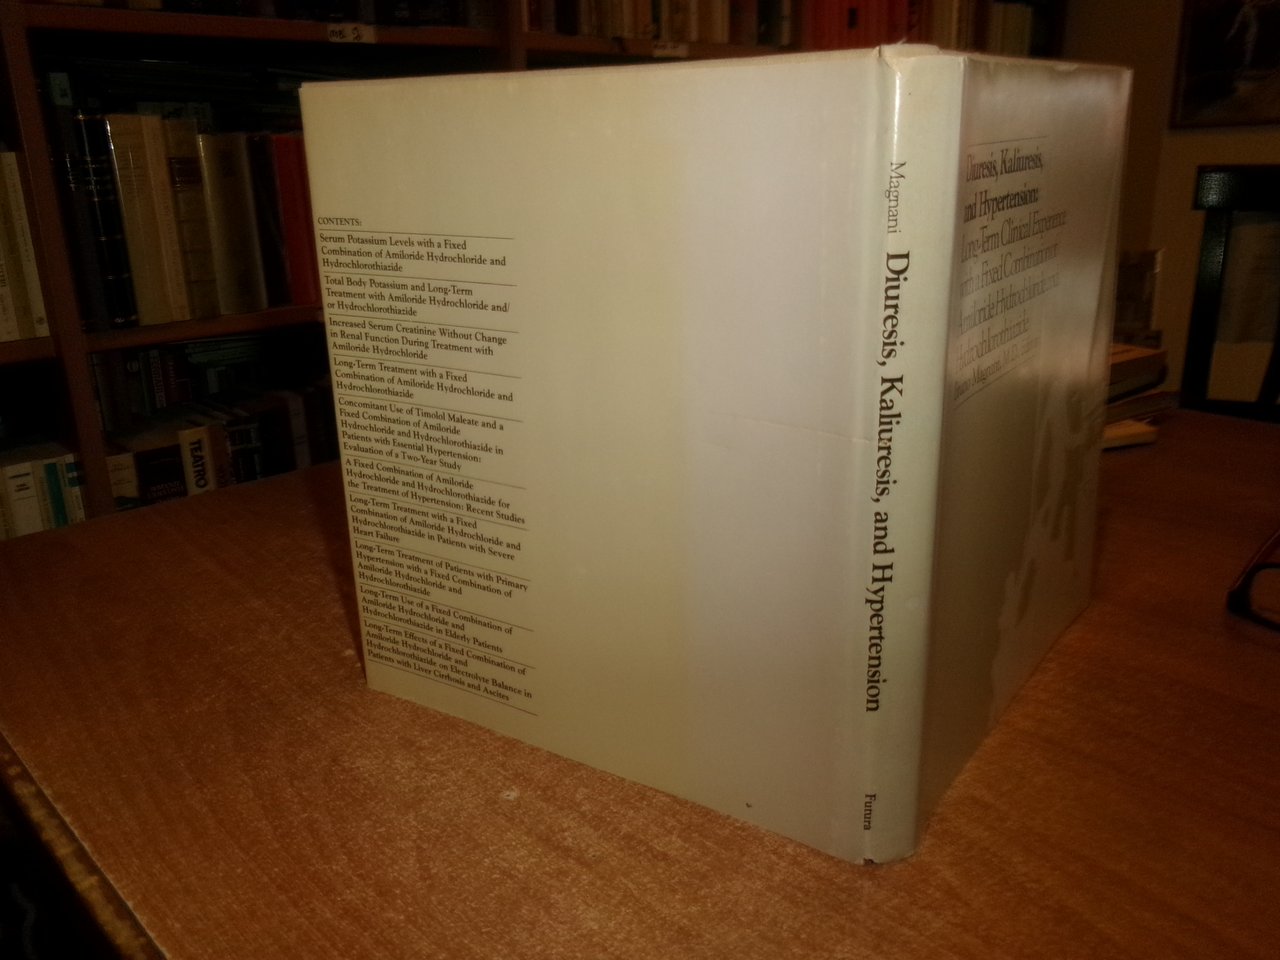 CONTENTS:
Serum Potassium Levels with a Fixed
Combination of Amiloride Hydrochloride and
Hydrochlorothiazide
Total Body Potassium and Long-Term
Treatment with Amiloride Hydrochloride and/
or Hydrochlorothiazide
Increased Serum Creatinine Without Change
in Renal Function During Treatment with
Amiloride Hydrochloride
Long-Term Treatment with a Fixed
Combination of Amiloride Hydrochloride and
Hydrochlorothiazide
Concomitant Use of Timolol Maleate and a
Fixed Combination of Amiloride
Hydrochloride and Hydrochlorothiazide in
Patients with Essential Hypertension:
Evaluation of a Two-Year Study
A Fixed Combination of Amiloride
Hydrochloride and Hydrochlorothiazide for
the Treatment of Hypertension: Recent Studies
Long-Term Treatment with a Fixed
Combination of Amiloride Hydrochloride and
Hydrochlorothiazide in Patients with Severe
Heart Failure
Long-Term Treatment of Patients with Primary
Hypertension with a Fixed Combination of
Amiloride Hydrochloride and
Hydrochlorothiazide
Long-Term Use of a Fixed Combination of
Amiloride Hydrochloride and
Hydrochlorothiazide in Elderly Patients
Long-Term Effects of a Fixed Combination of
Amiloride Hydrochloride and
Hydrochlorothiazide on Electrolyte Balance in
Patients with Liver Cirrhosis and Ascites
Magnani
Diuresis, Kaliuresis, and Hypertension
Futura
Diuresis, Kaliuresis,
and Hypertension:
Long-Term Clinical Experience
with a Fixed Combination of
Amiloride Hydrochloride and
Hydrochlorothiazide
Bruno Magnani, M.D., Editor
TEATRO